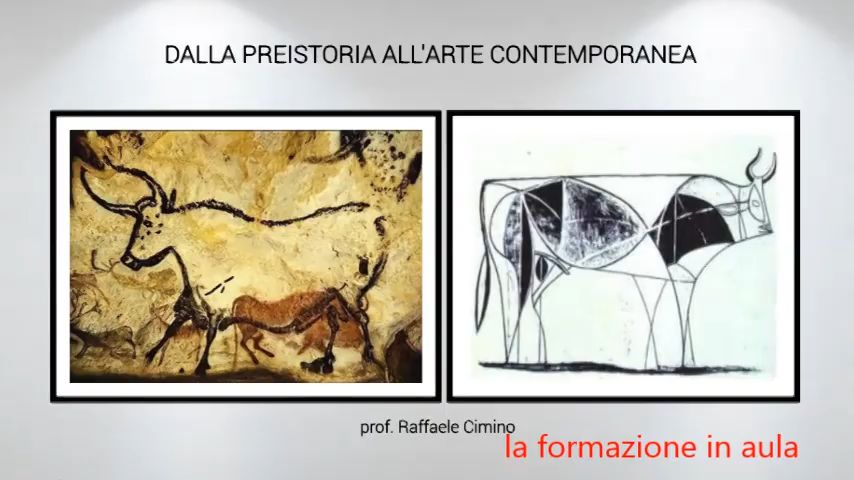 DALLA PREISTORIA ALL'ARTE CONTEMPORANEA
prof. Raffaele Cimino
la formazione in aula